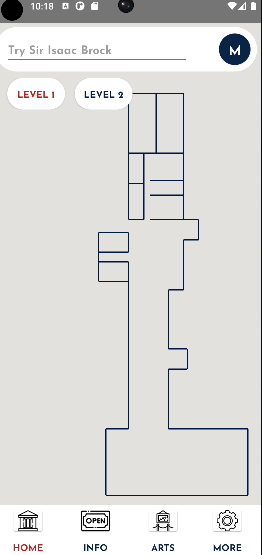 10:18
Try Sir Isaac Brock
M
LEVEL 1
LEVEL 2
OPEN
HOME
INFO
ARTS
MORE